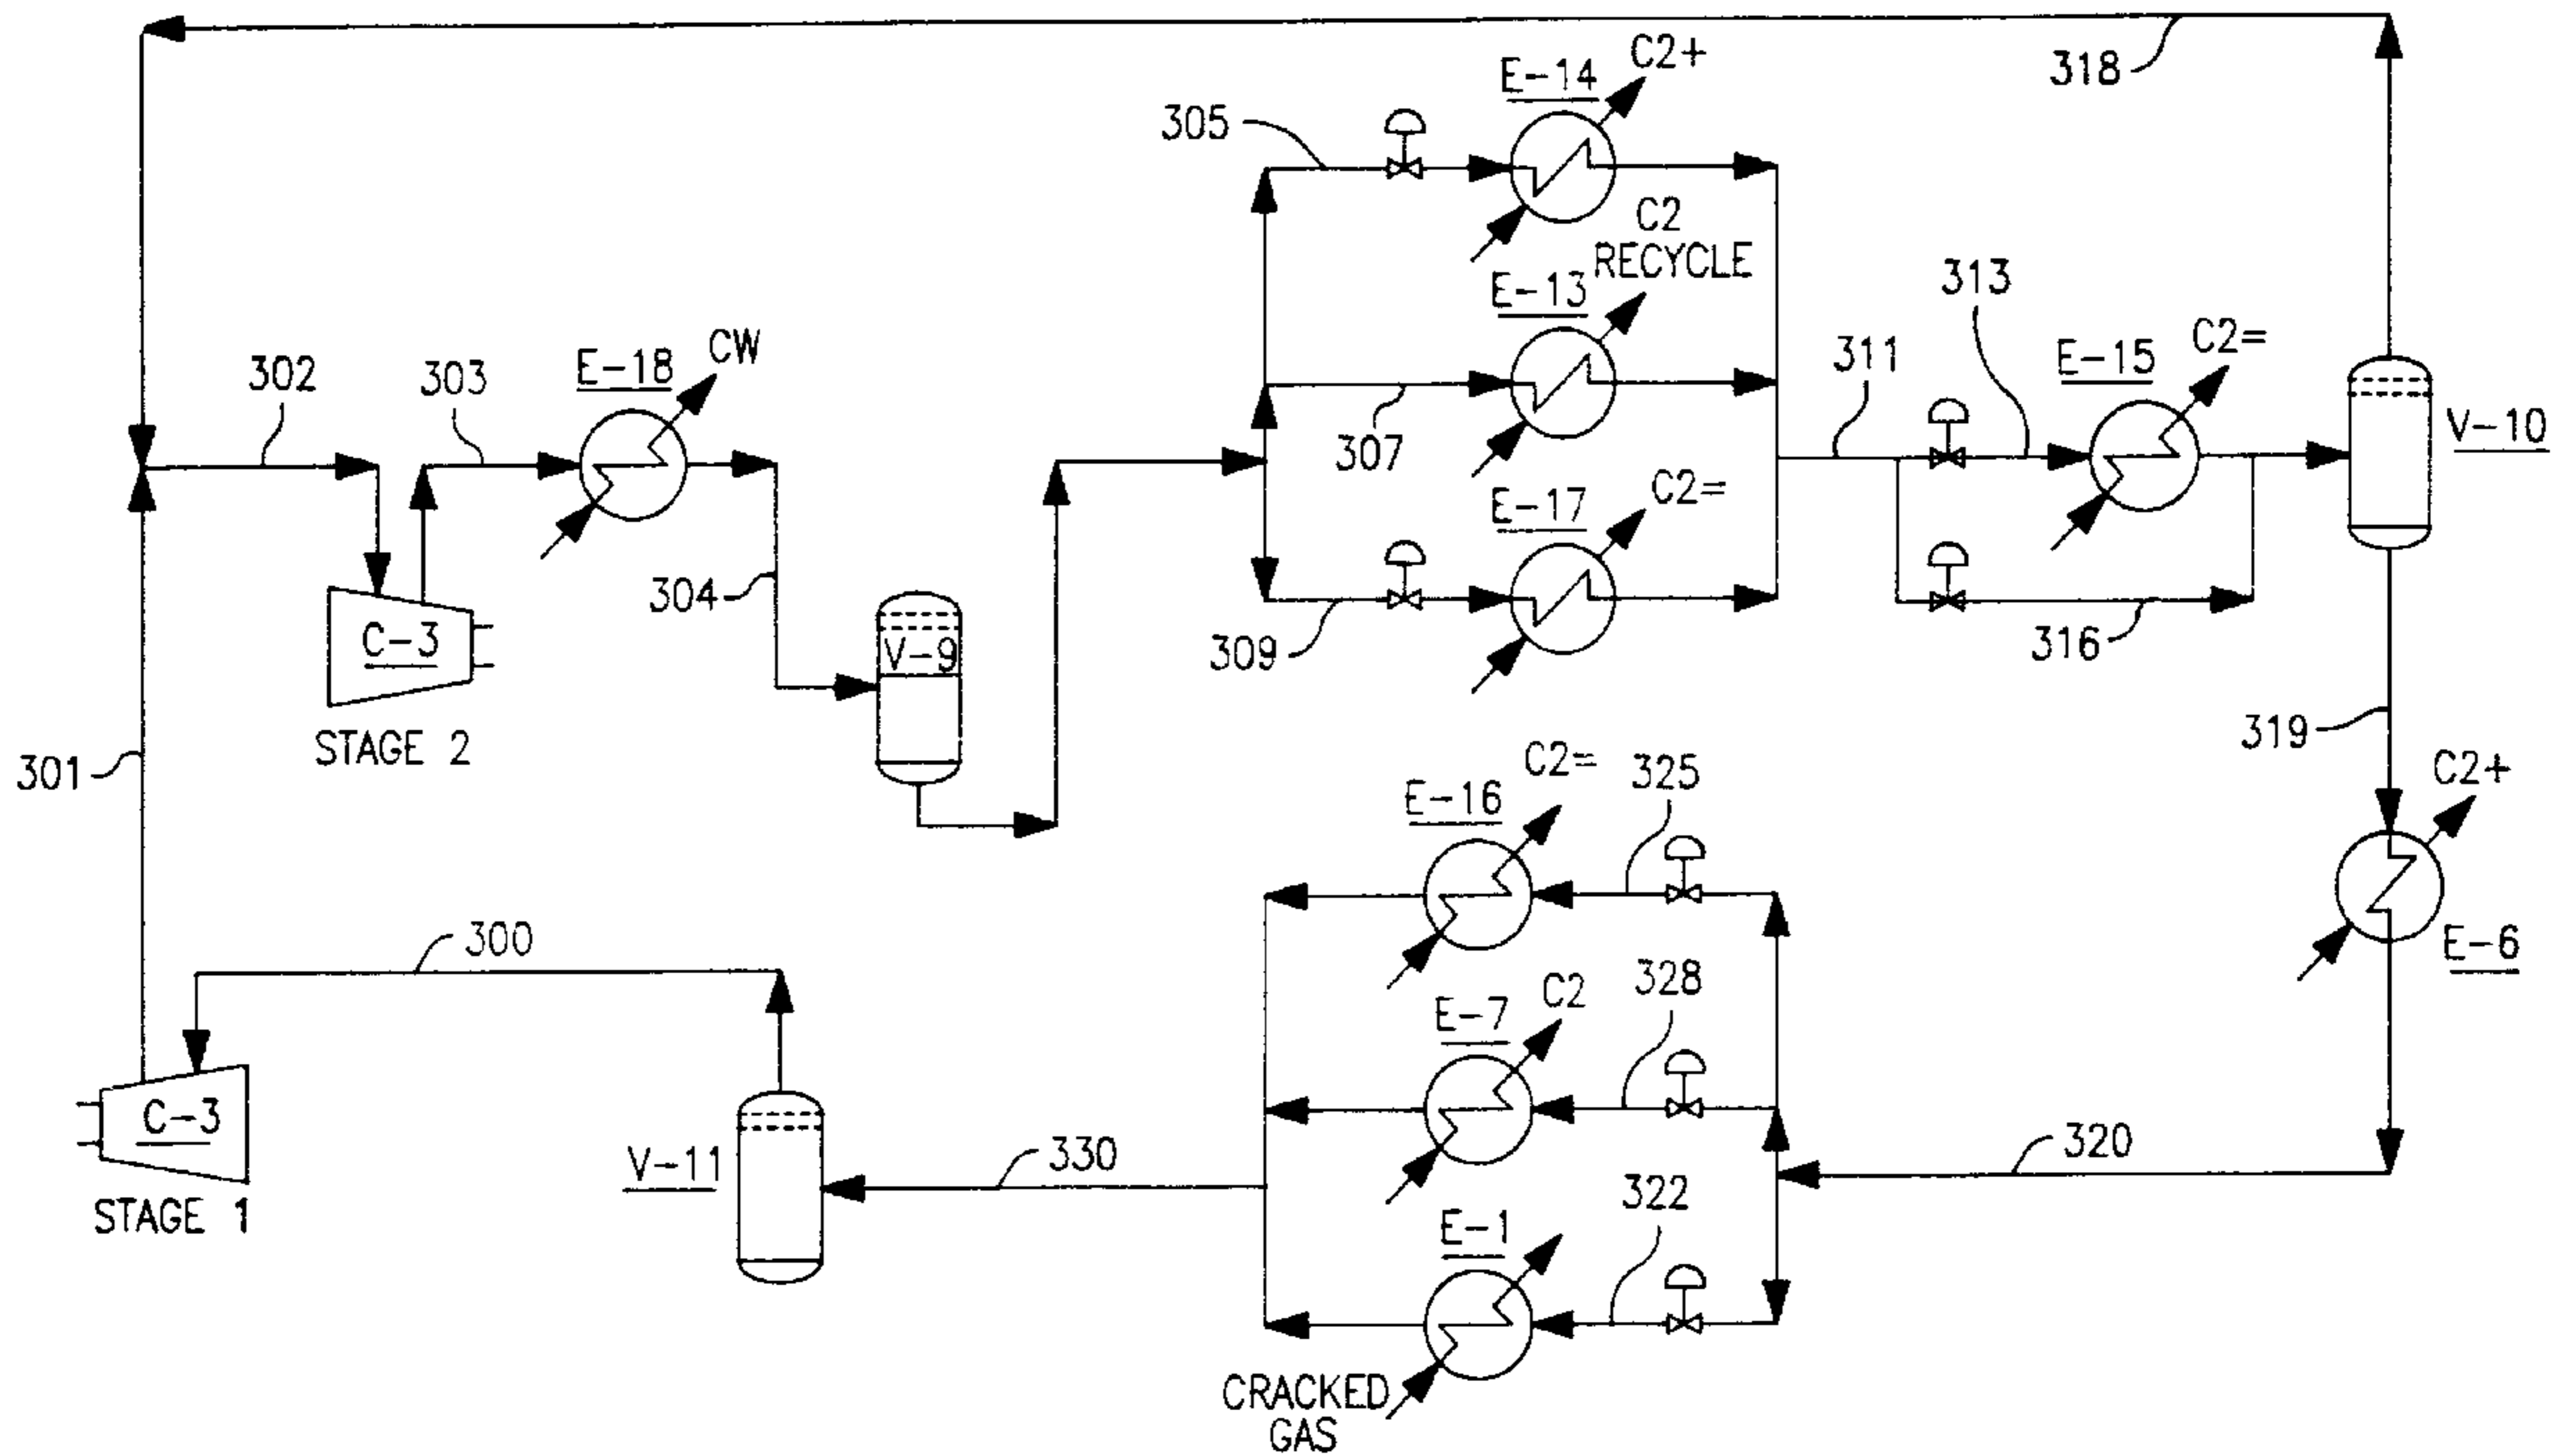 318
C2+
E-14
305
C2
RECYCLE
E-13
313
C2=
E-15
311
CW
E-18
302
303
307
V-10
C2=
E-17
304
V-9
C-3
309
316
STAGE 2
301
319
C2=
325
C2+
E-16
300
E-6
328
C2
E-7
C-3
V-11
330
320
322
STAGE 1
E-1
CRACKED
GAS